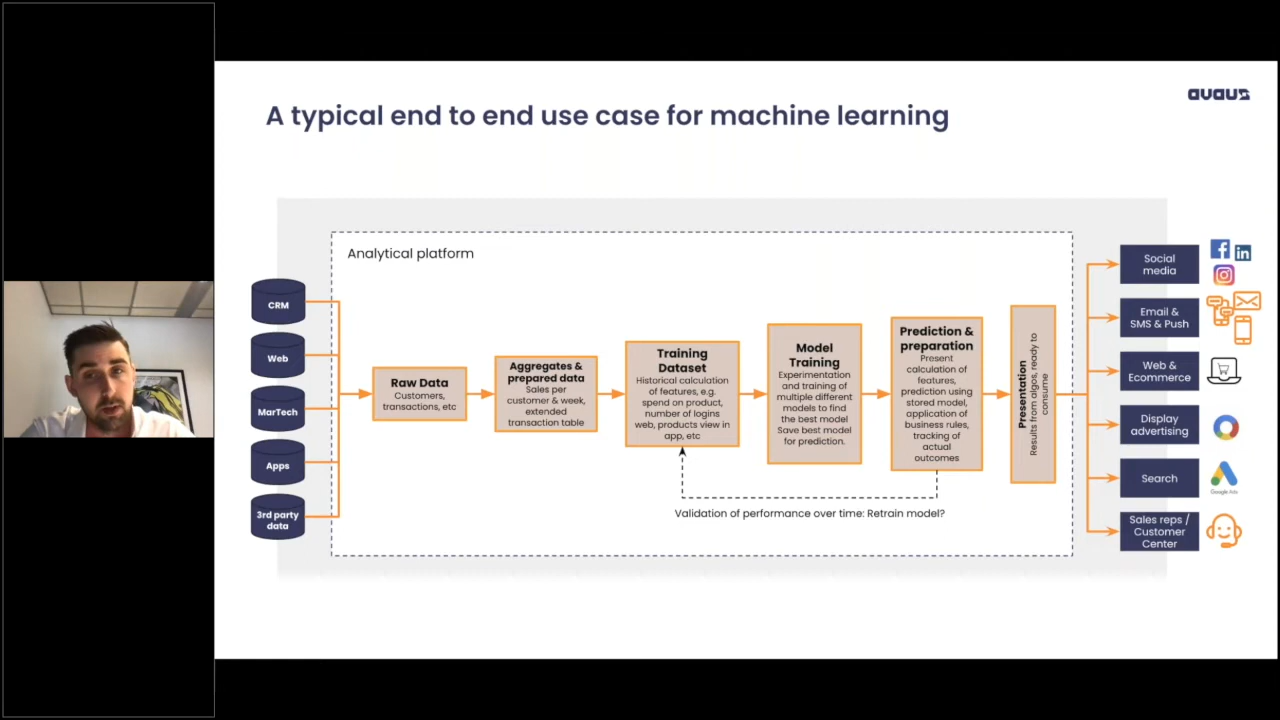 avaus
A typical end to end use case for machine learning
Analytical platform
CRM
Web
MarTech
Apps
3rd party
data
Raw Data
Customers,
transactions, etc
Aggregates &
prepared data
Sales per
customer & week,
extended
transaction table
Training
Dataset
Historical calculation
of features, e.g.
spend on product,
number of logins
web, products view in
app, etc
Model
Training
Experimentation
and training of
multiple different
models to find
the best model
Save best model
for prediction.
Prediction &
preparation
Present
calculation of
features,
prediction using
stored model,
application of
business rules,
tracking of
actual
outcomes
Presentation
Results from algos, ready to
consume
Validation of performance over time: Retrain model?
Social
media
in
Email &
SMS & Push
Web &
Ecommerce
Display
advertising
Search
Google Ads
Sales reps /
Customer
Center